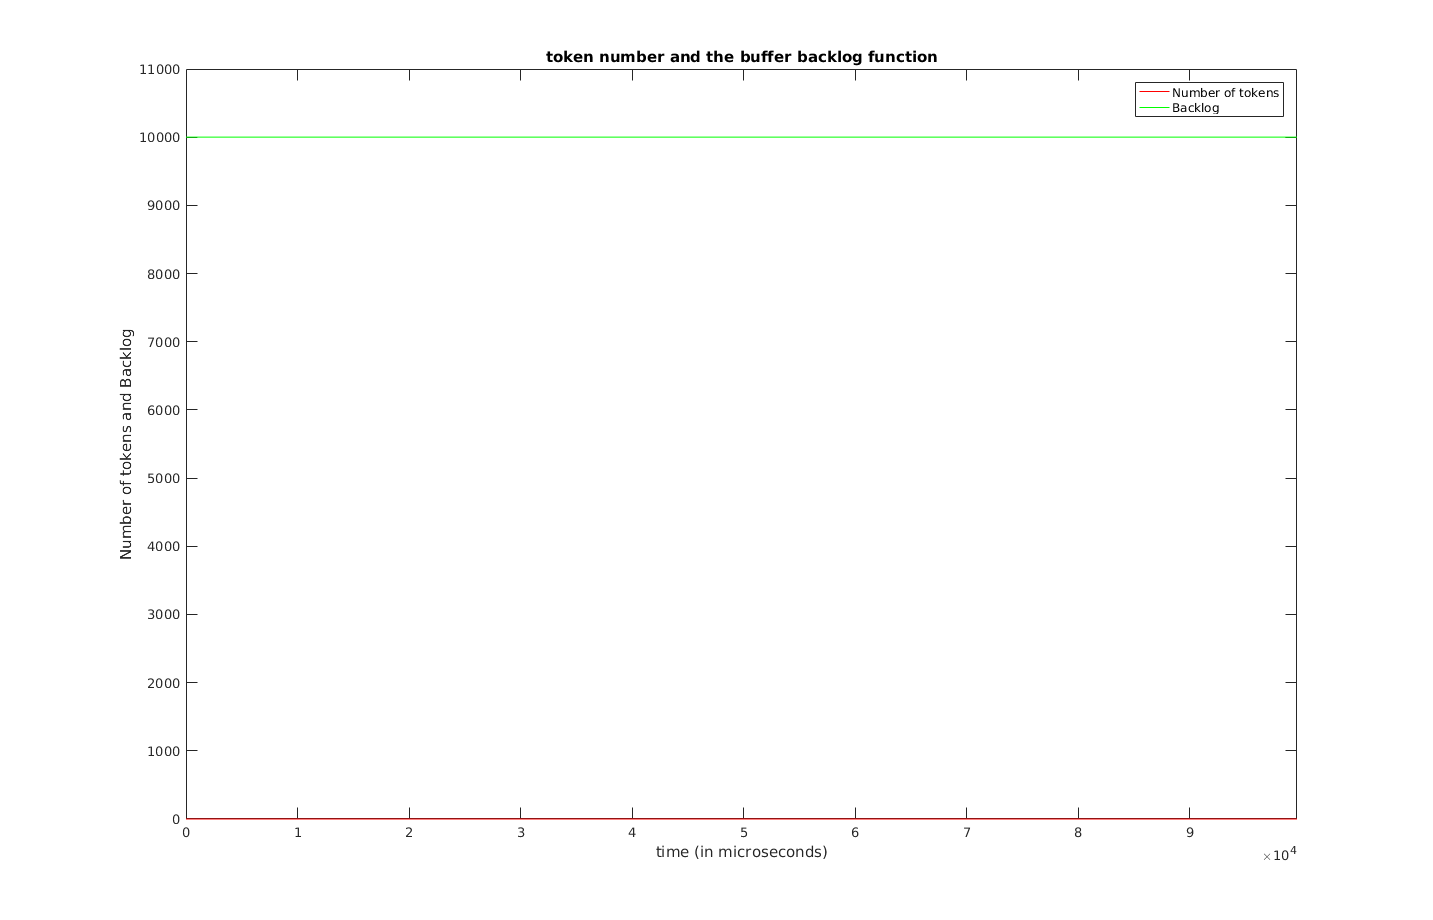 token number and the buffer backlog function
11000
10000
9000
8000
7000
6000
5000
4000
3000
2000
1000
0
Number of tokens and Backlog
Number of tokens
Backlog
0 1 2 3 4 5 6 7 8 9
time (in microseconds)
×10^4